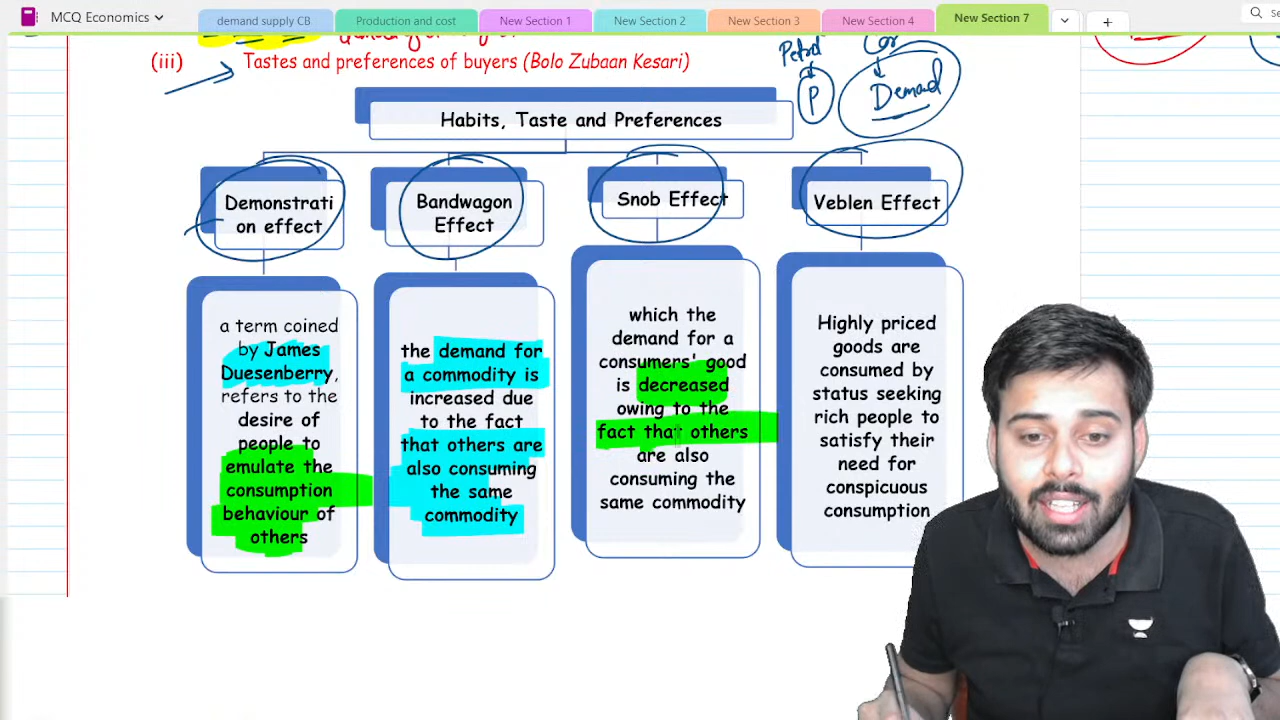 MCQ Economics
demand supply CB
Production and cost
New Section 1
New Section 2
New Section 3
New Section 4
New Section 7
+
Se
(iii)
Tastes and preferences of buyers (Bolo Zubaan Kesari)
Petrol
Car
P
Demand
Habits, Taste and Preferences
Demonstrati
on effect
Bandwagon
Effect
Snob Effect
Veblen Effect
a term coined
by James
Duesenberry,
refers to the
desire of
people to
emulate the
consumption
behaviour of
others
the demand for
a commodity is
increased due
to the fact
that others are
also consuming
the same
commodity
which the
demand for a
consumers' good
is decreased
owing to the
fact that others
are also
consuming the
same commodity
Highly priced
goods are
consumed by
status seeking
rich people to
satisfy their
need for
conspicuous
consumption